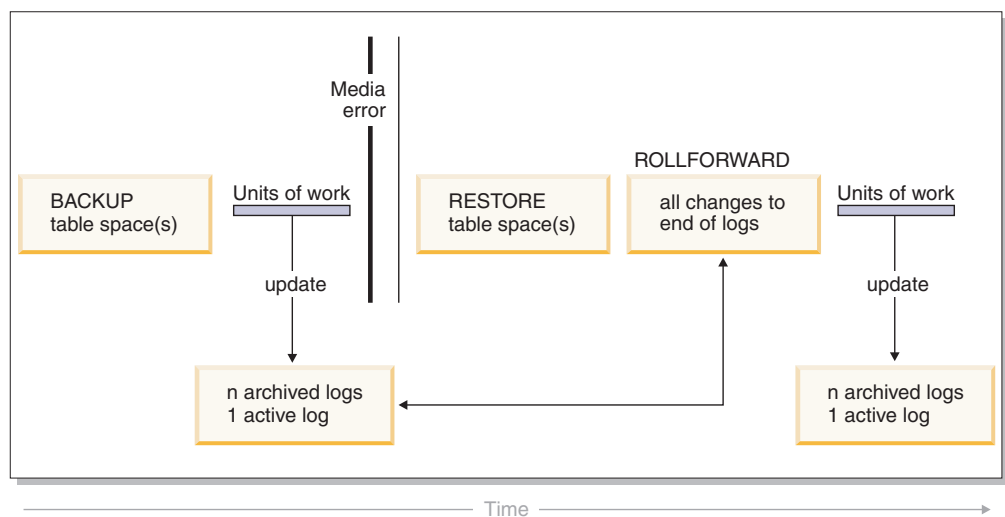 Media
error
ROLLFORWARD
BACKUP
table space(s)
Units of work
RESTORE
table space(s)
all changes to
end of logs
Units of work
update
update
n archived logs
1 active log
n archived logs
1 active log
Time